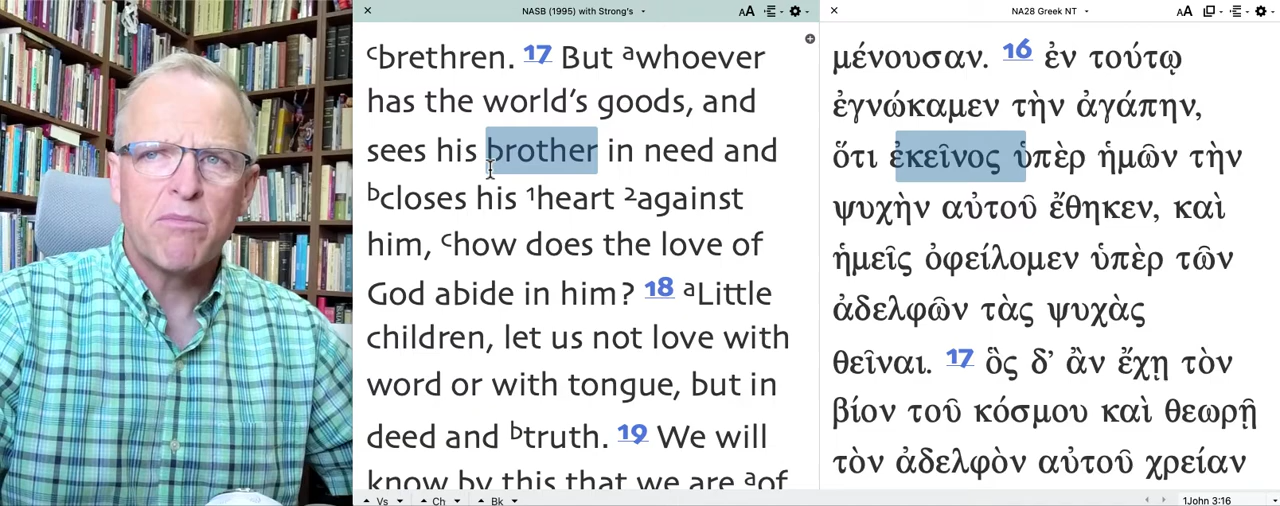 NASB (1995) with Strong's
ᶜbrethren. 17 But ᵃwhoever
has the world's goods, and
sees his brother in need and
ᵇcloses his ¹heart ²against
him, ᶜhow does the love of
God abide in him? 18 ᵃLittle
children, let us not love with
word or with tongue, but in
deed and ᵇtruth. 19 We will
know by this that we are ᵃof
Vs Ch Bk
NA28 Greek NT
AA
μένουσαν. 16 ἐν τούτῳ
ἐγνώκαμεν τὴν ἀγάπην,
ὅτι ἐκεῖνος ὑπὲρ ἡμῶν τὴν
ψυχὴν αὐτοῦ ἔθηκεν, καὶ
ἡμεῖς ὀφείλομεν ὑπὲρ τῶν
ἀδελφῶν τὰς ψυχὰς
θεῖναι. 17 ὃς δ’ ἂν ἔχῃ τὸν
βίον τοῦ κόσμου καὶ θεωρῇ
τὸν ἀδελφὸν αὐτοῦ χρείαν
1John 3:16